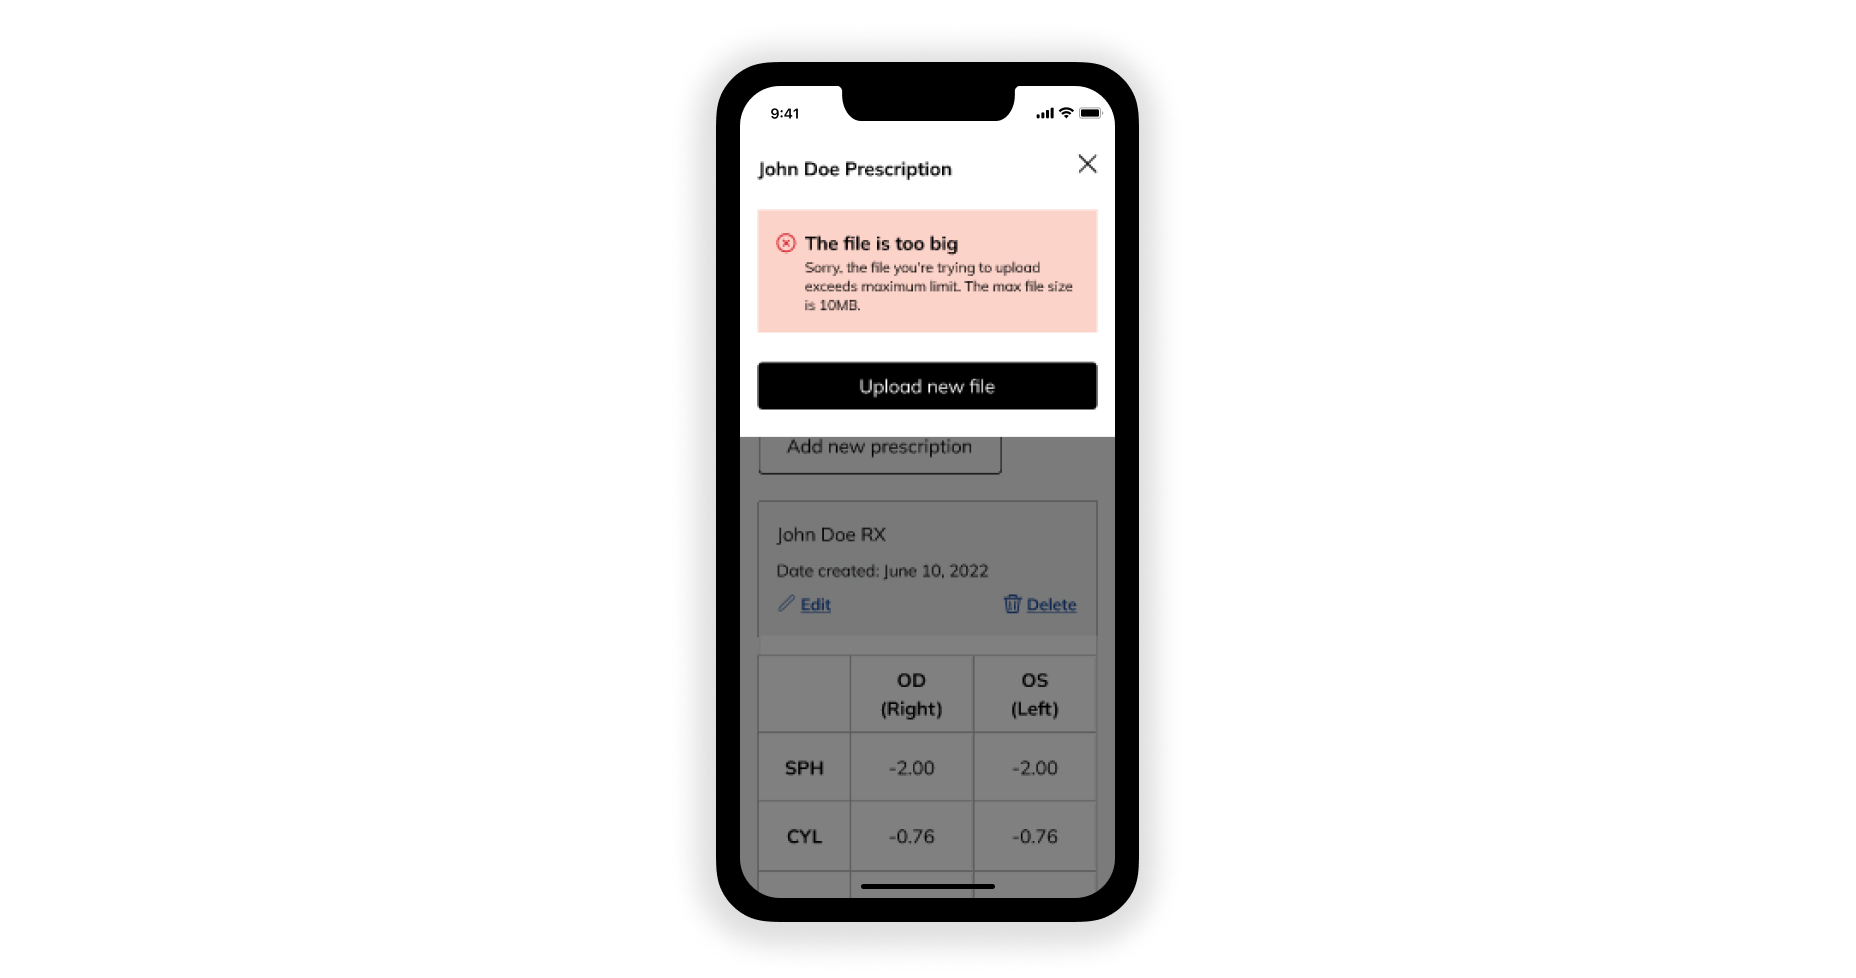 9:41
John Doe Prescription
The file is too big
Sorry, the file you're trying to upload
exceeds maximum limit. The max file size
is 10MB.
Upload new file
Add new prescription
John Doe RX
Date created: June 10, 2022
Edit Delete
OD OS
(Right) (Left)
SPH -2.00 -2.00
CYL -0.76 -0.76